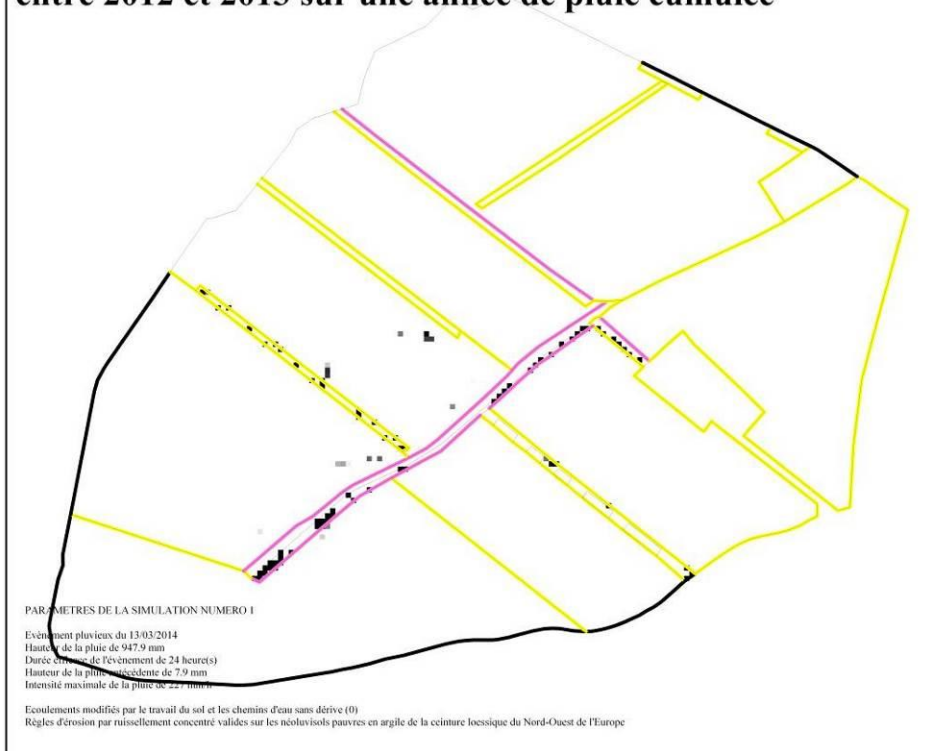 entre 2012 et 2013 sur une année de pluie cumulée
PARAMETRES DE LA SIMULATION NUMERO 1
Evènement pluvieux du 13/03/2014
Hauteur de la pluie de 947.9 mm
Durée efficace de l'évènement de 24 heure(s)
Hauteur de la pluie antécédente de 7.9 mm
Intensité maximale de la pluie de 227 mm/h
Ecoulements modifiés par le travail du sol et les chemins d'eau sans dérive (0)
Règles d'érosion par ruissellement concentré valides sur les néoluvisols pauvres en argile de la ceinture loessique du Nord-Ouest de l'Europe